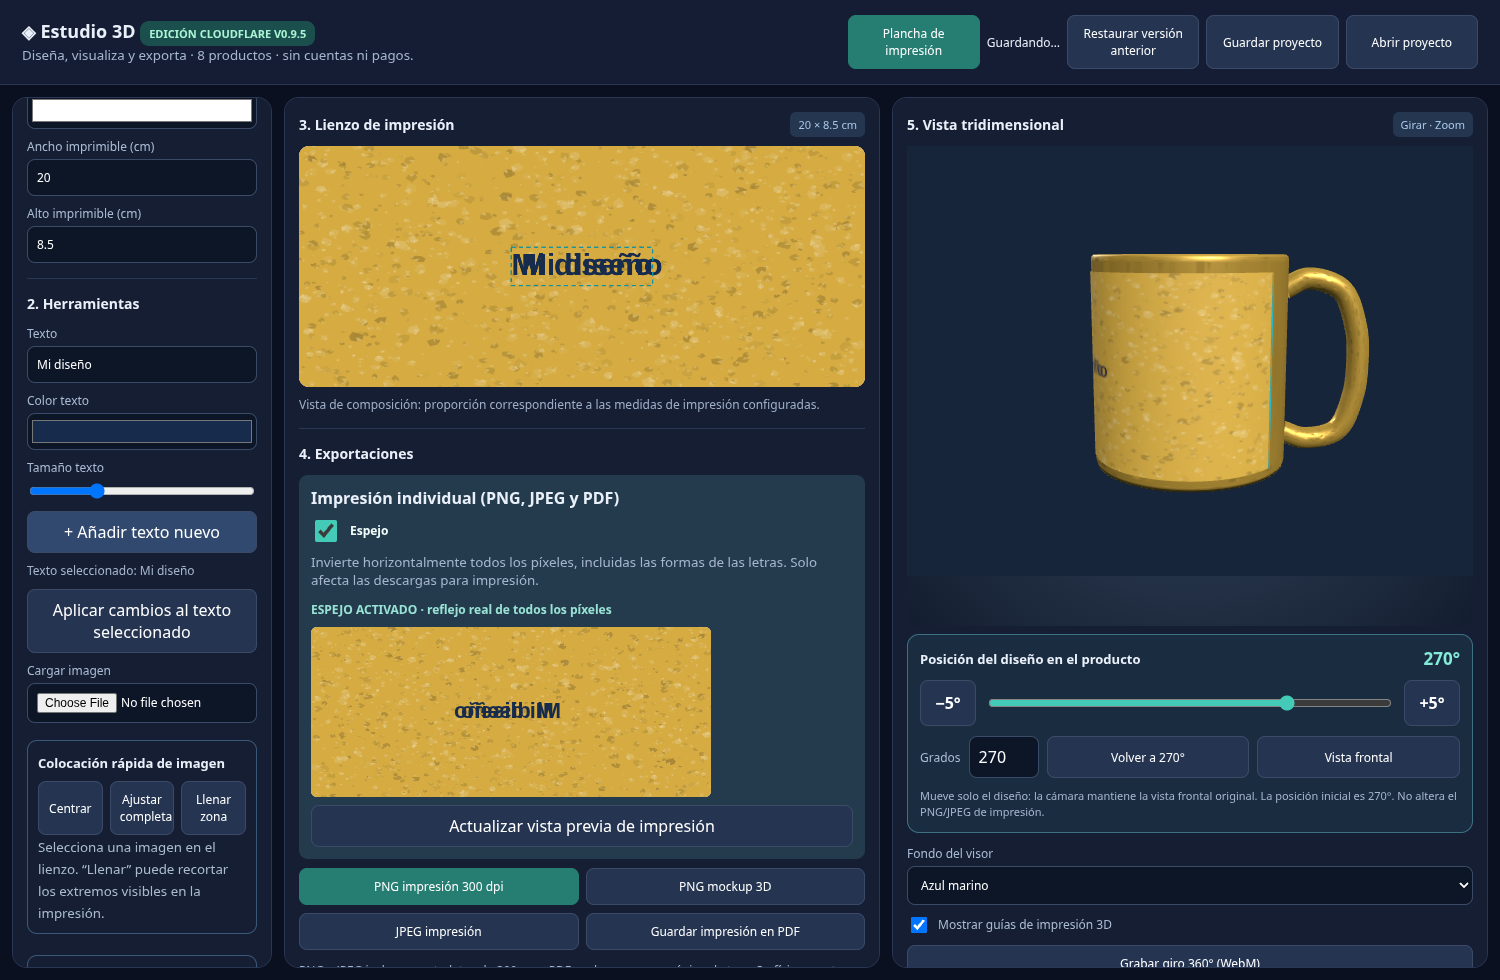 ◈ Estudio 3D EDICIÓN CLOUDFLARE V0.9.5
Diseña, visualiza y exporta · 8 productos · sin cuentas ni pagos.
Plancha de
impresión
Guardando...
Restaurar versión
anterior
Guardar proyecto
Abrir proyecto
Ancho imprimible (cm)
20
Alto imprimible (cm)
8.5
2. Herramientas
Texto
Mi diseño
Color texto
Tamaño texto
+ Añadir texto nuevo
Texto seleccionado: Mi diseño
Aplicar cambios al texto
seleccionado
Cargar imagen
Choose File No file chosen
Colocación rápida de imagen
Centrar
Ajustar
completa
Llenar
zona
Selecciona una imagen en el
lienzo. “Llenar” puede recortar
los extremos visibles en la
impresión.
3. Lienzo de impresión
20 × 8.5 cm
Vista de composición: proporción correspondiente a las medidas de impresión configuradas.
4. Exportaciones
Impresión individual (PNG, JPEG y PDF)
Espejo
Invierte horizontalmente todos los píxeles, incluidas las formas de las letras. Solo
afecta las descargas para impresión.
ESPEJO ACTIVADO · reflejo real de todos los píxeles
Actualizar vista previa de impresión
PNG impresión 300 dpi
PNG mockup 3D
JPEG impresión
Guardar impresión en PDF
5. Vista tridimensional
Girar · Zoom
Posición del diseño en el producto
270°
−5°
+5°
Grados
270
Volver a 270°
Vista frontal
Mueve solo el diseño: la cámara mantiene la vista frontal original. La posición inicial es 270°. No altera el
PNG/JPEG de impresión.
Fondo del visor
Azul marino
Mostrar guías de impresión 3D
Grabar giro 360° (WebM)